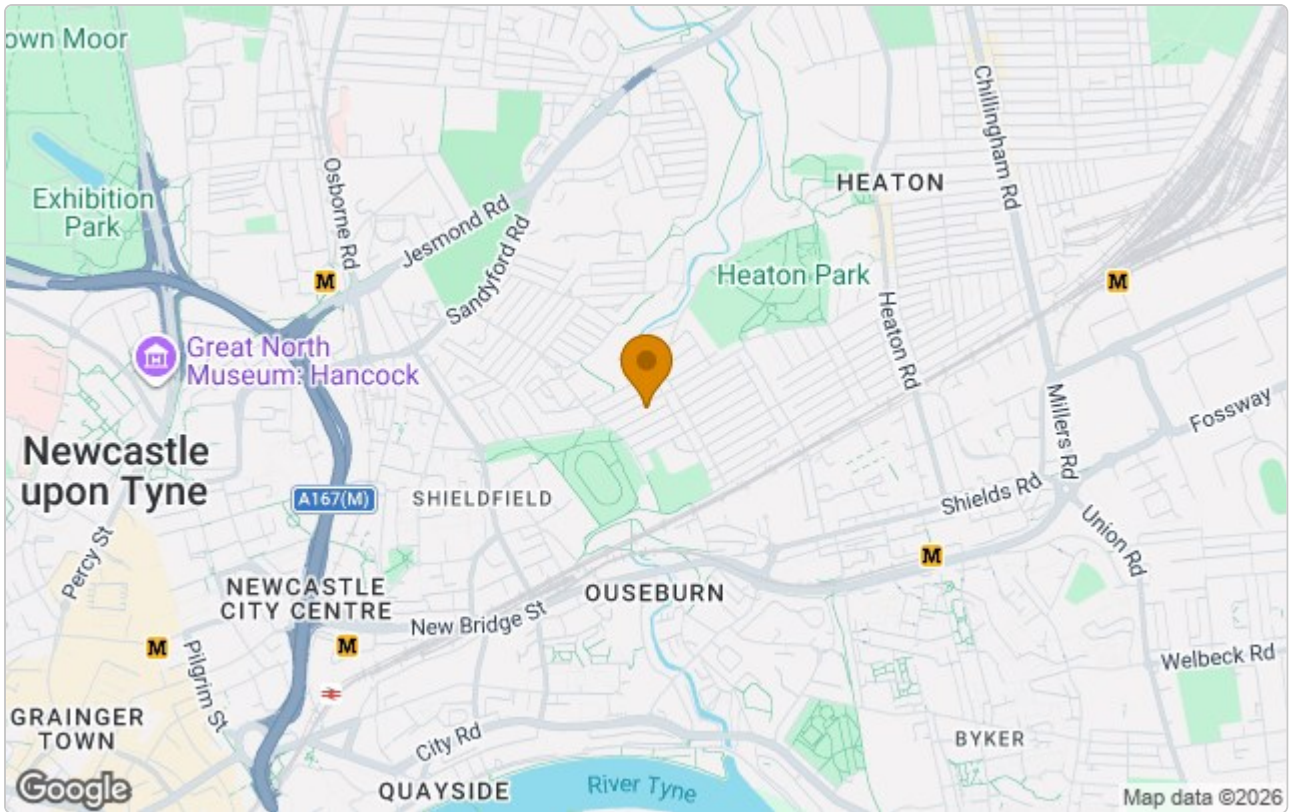 own Moor
Chillingham Rd
Exhibition
Park
Osborne Rd
Jesmond Rd
HEATON
Sandyford Rd
Heaton Park
M
M
Great North
Museum: Hancock
Heaton Rd
Millers Rd
Fossway
Newcastle
upon Tyne
A167(M)
SHIELDFIELD
Shields Rd
Percy St
Union Rd
M
NEWCASTLE
CITY CENTRE
OUSEBURN
New Bridge St
M
M
Pilgrim St
Welbeck Rd
GRAINGER
TOWN
City Rd
BYKER
QUAYSIDE
River Tyne
Google
Map data ©2026